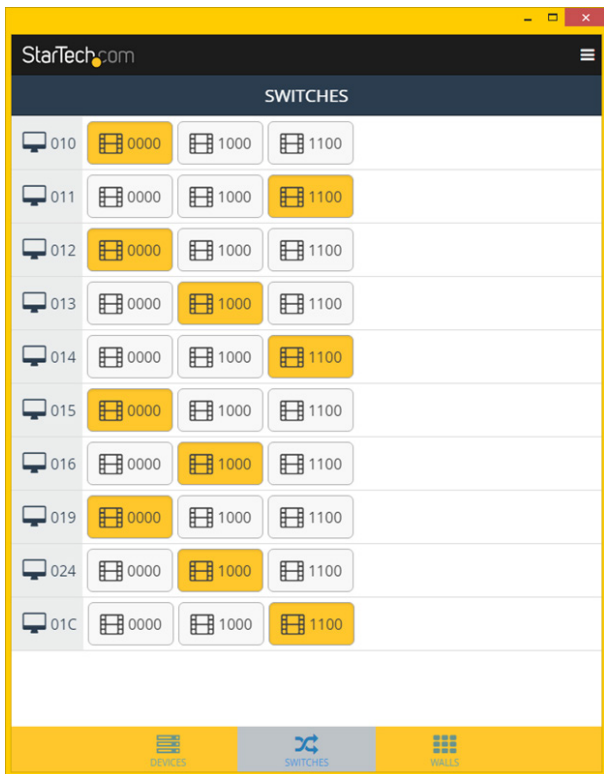 StarTech.com
SWITCHES
010 0000 1000 1100
011 0000 1000 1100
012 0000 1000 1100
013 0000 1000 1100
014 0000 1000 1100
015 0000 1000 1100
016 0000 1000 1100
019 0000 1000 1100
024 0000 1000 1100
01C 0000 1000 1100
DEVICES SWITCHES WALLS